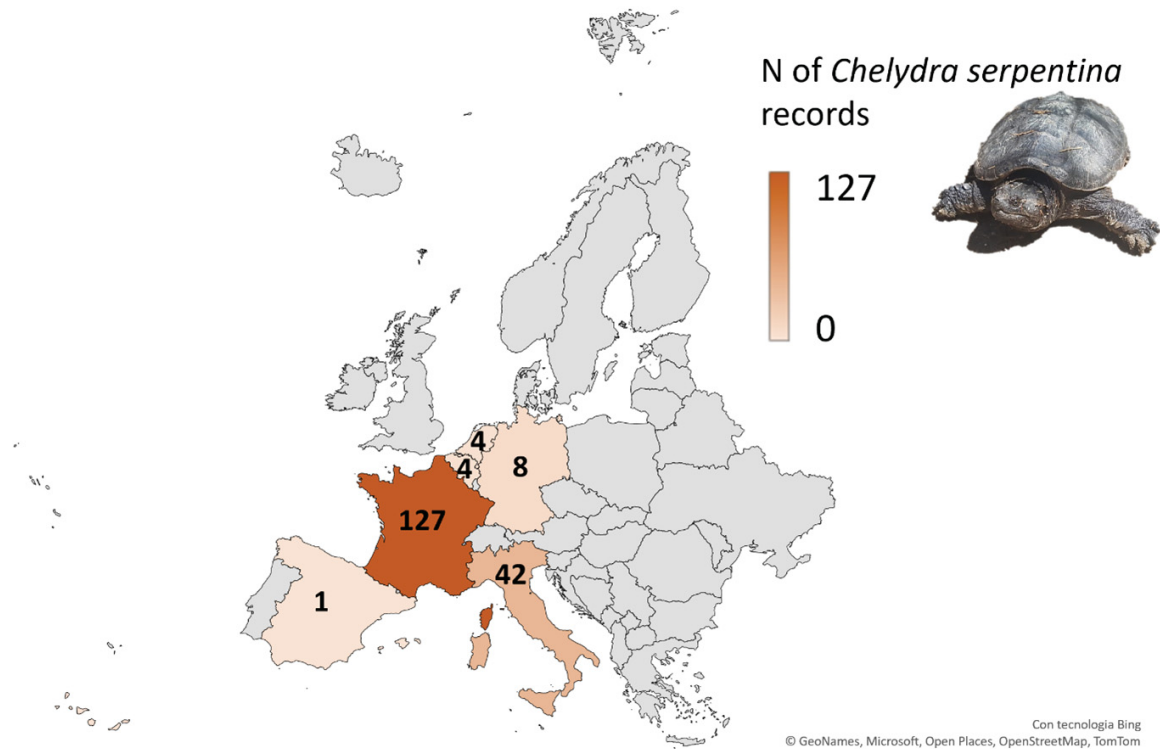 N of Chelydra serpentina
records
127
0
4
4
8
127
42
1
Con tecnologia Bing
© GeoNames, Microsoft, Open Places, OpenStreetMap, TomTom